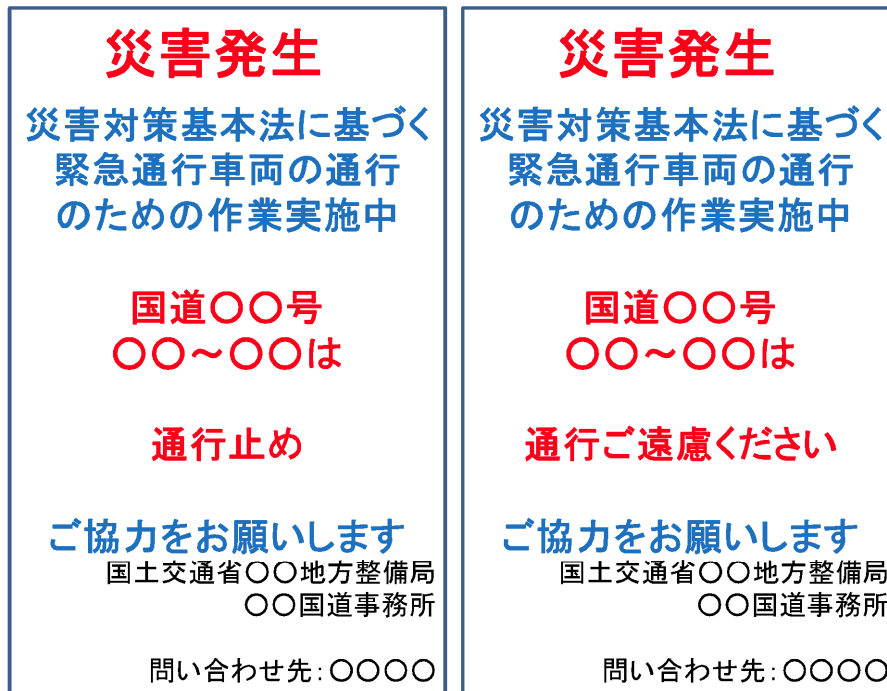 災害発生
災害対策基本法に基づく
緊急通行車両の通行
のための作業実施中
国道〇〇号
〇〇～〇〇は
通行止め
ご協力をお願いします
国土交通省〇〇地方整備局
〇〇国道事務所
問い合わせ先：〇〇〇〇
災害発生
災害対策基本法に基づく
緊急通行車両の通行
のための作業実施中
国道〇〇号
〇〇～〇〇は
通行ご遠慮ください
ご協力をお願いします
国土交通省〇〇地方整備局
〇〇国道事務所
問い合わせ先：〇〇〇〇